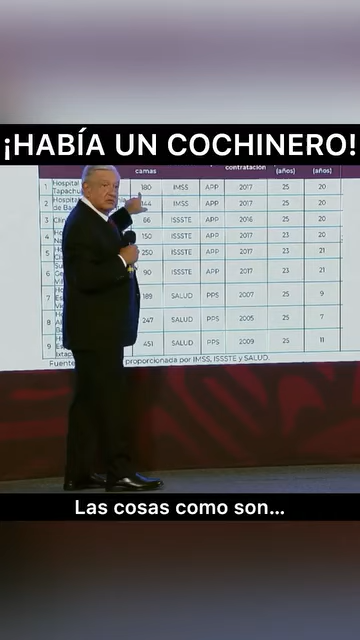 ¡HABÍA UN COCHINERO!
camas contratación (años) (años)
1 Hospital Tapachu 180 IMSS APP 2017 25 20
2 Hospital de Ba 144 IMSS APP 2017 25 20
3 Clín 66 ISSSTE APP 2016 25 20
4 150 ISSSTE APP 2017 23 20
5 250 ISSSTE APP 2017 23 21
6 90 ISSSTE APP 2017 23 21
7 189 SALUD PPS 2007 25 9
8 247 SALUD PPS 2005 25 7
9 Ixtap 451 SALUD PPS 2009 25 11
Fuente proporcionada por IMSS, ISSSTE y SALUD.
Las cosas como son...